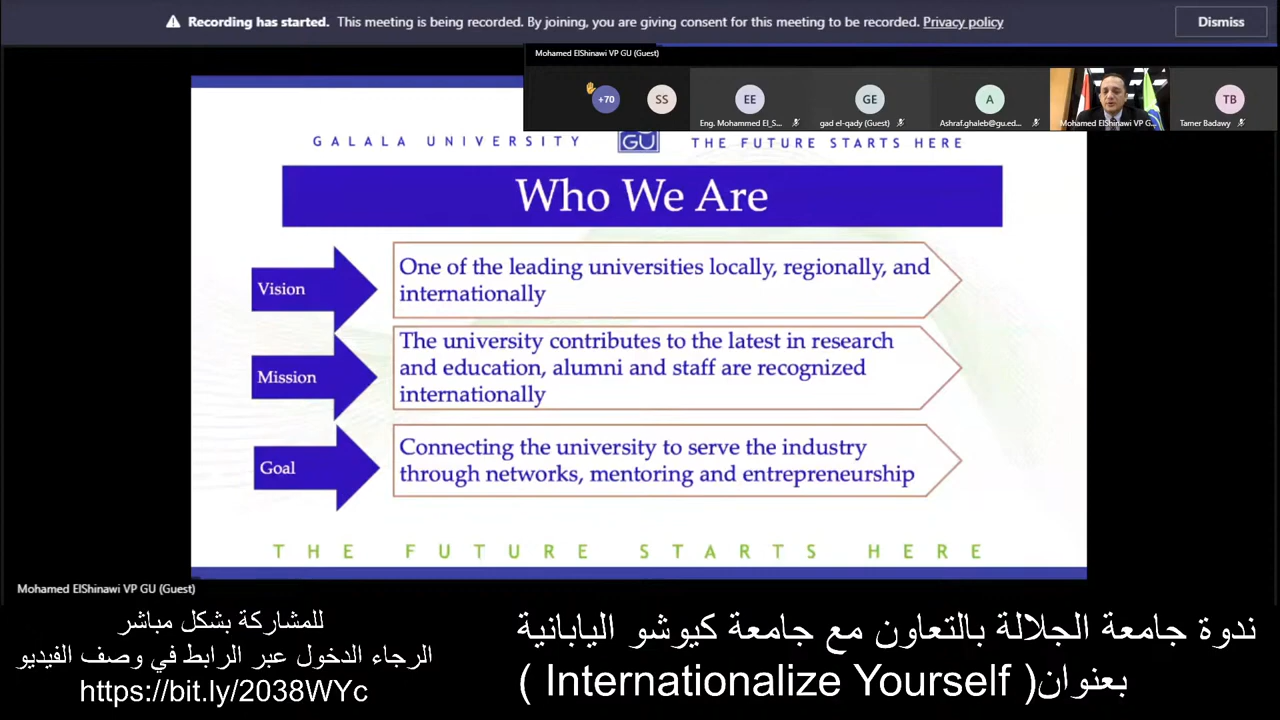 Recording has started. This meeting is being recorded. By joining, you are giving consent for this meeting to be recorded. Privacy policy
Dismiss
Mohamed ElShinawi VP GU (Guest)
+70
SS
EE
GE
A
TB
Eng. Mohammed El_S...
gad el-qady (Guest)
Ashraf.ghaleb@gu.ed...
Mohamed ElShinawi VP G...
Tamer Badawy
GALALA UNIVERSITY
GU
THE FUTURE STARTS HERE
Who We Are
Vision
One of the leading universities locally, regionally, and
internationally
Mission
The university contributes to the latest in research
and education, alumni and staff are recognized
internationally
Goal
Connecting the university to serve the industry
through networks, mentoring and entrepreneurship
THE FUTURE STARTS HERE
Mohamed ElShinawi VP GU (Guest)
ندوة جامعة الجلالة بالتعاون مع جامعة كيوشو اليابانية
بعنوان( Internationalize Yourself )
للمشاركة بشكل مباشر
الرجاء الدخول عبر الرابط في وصف الفيديو
https://bit.ly/2038WYc